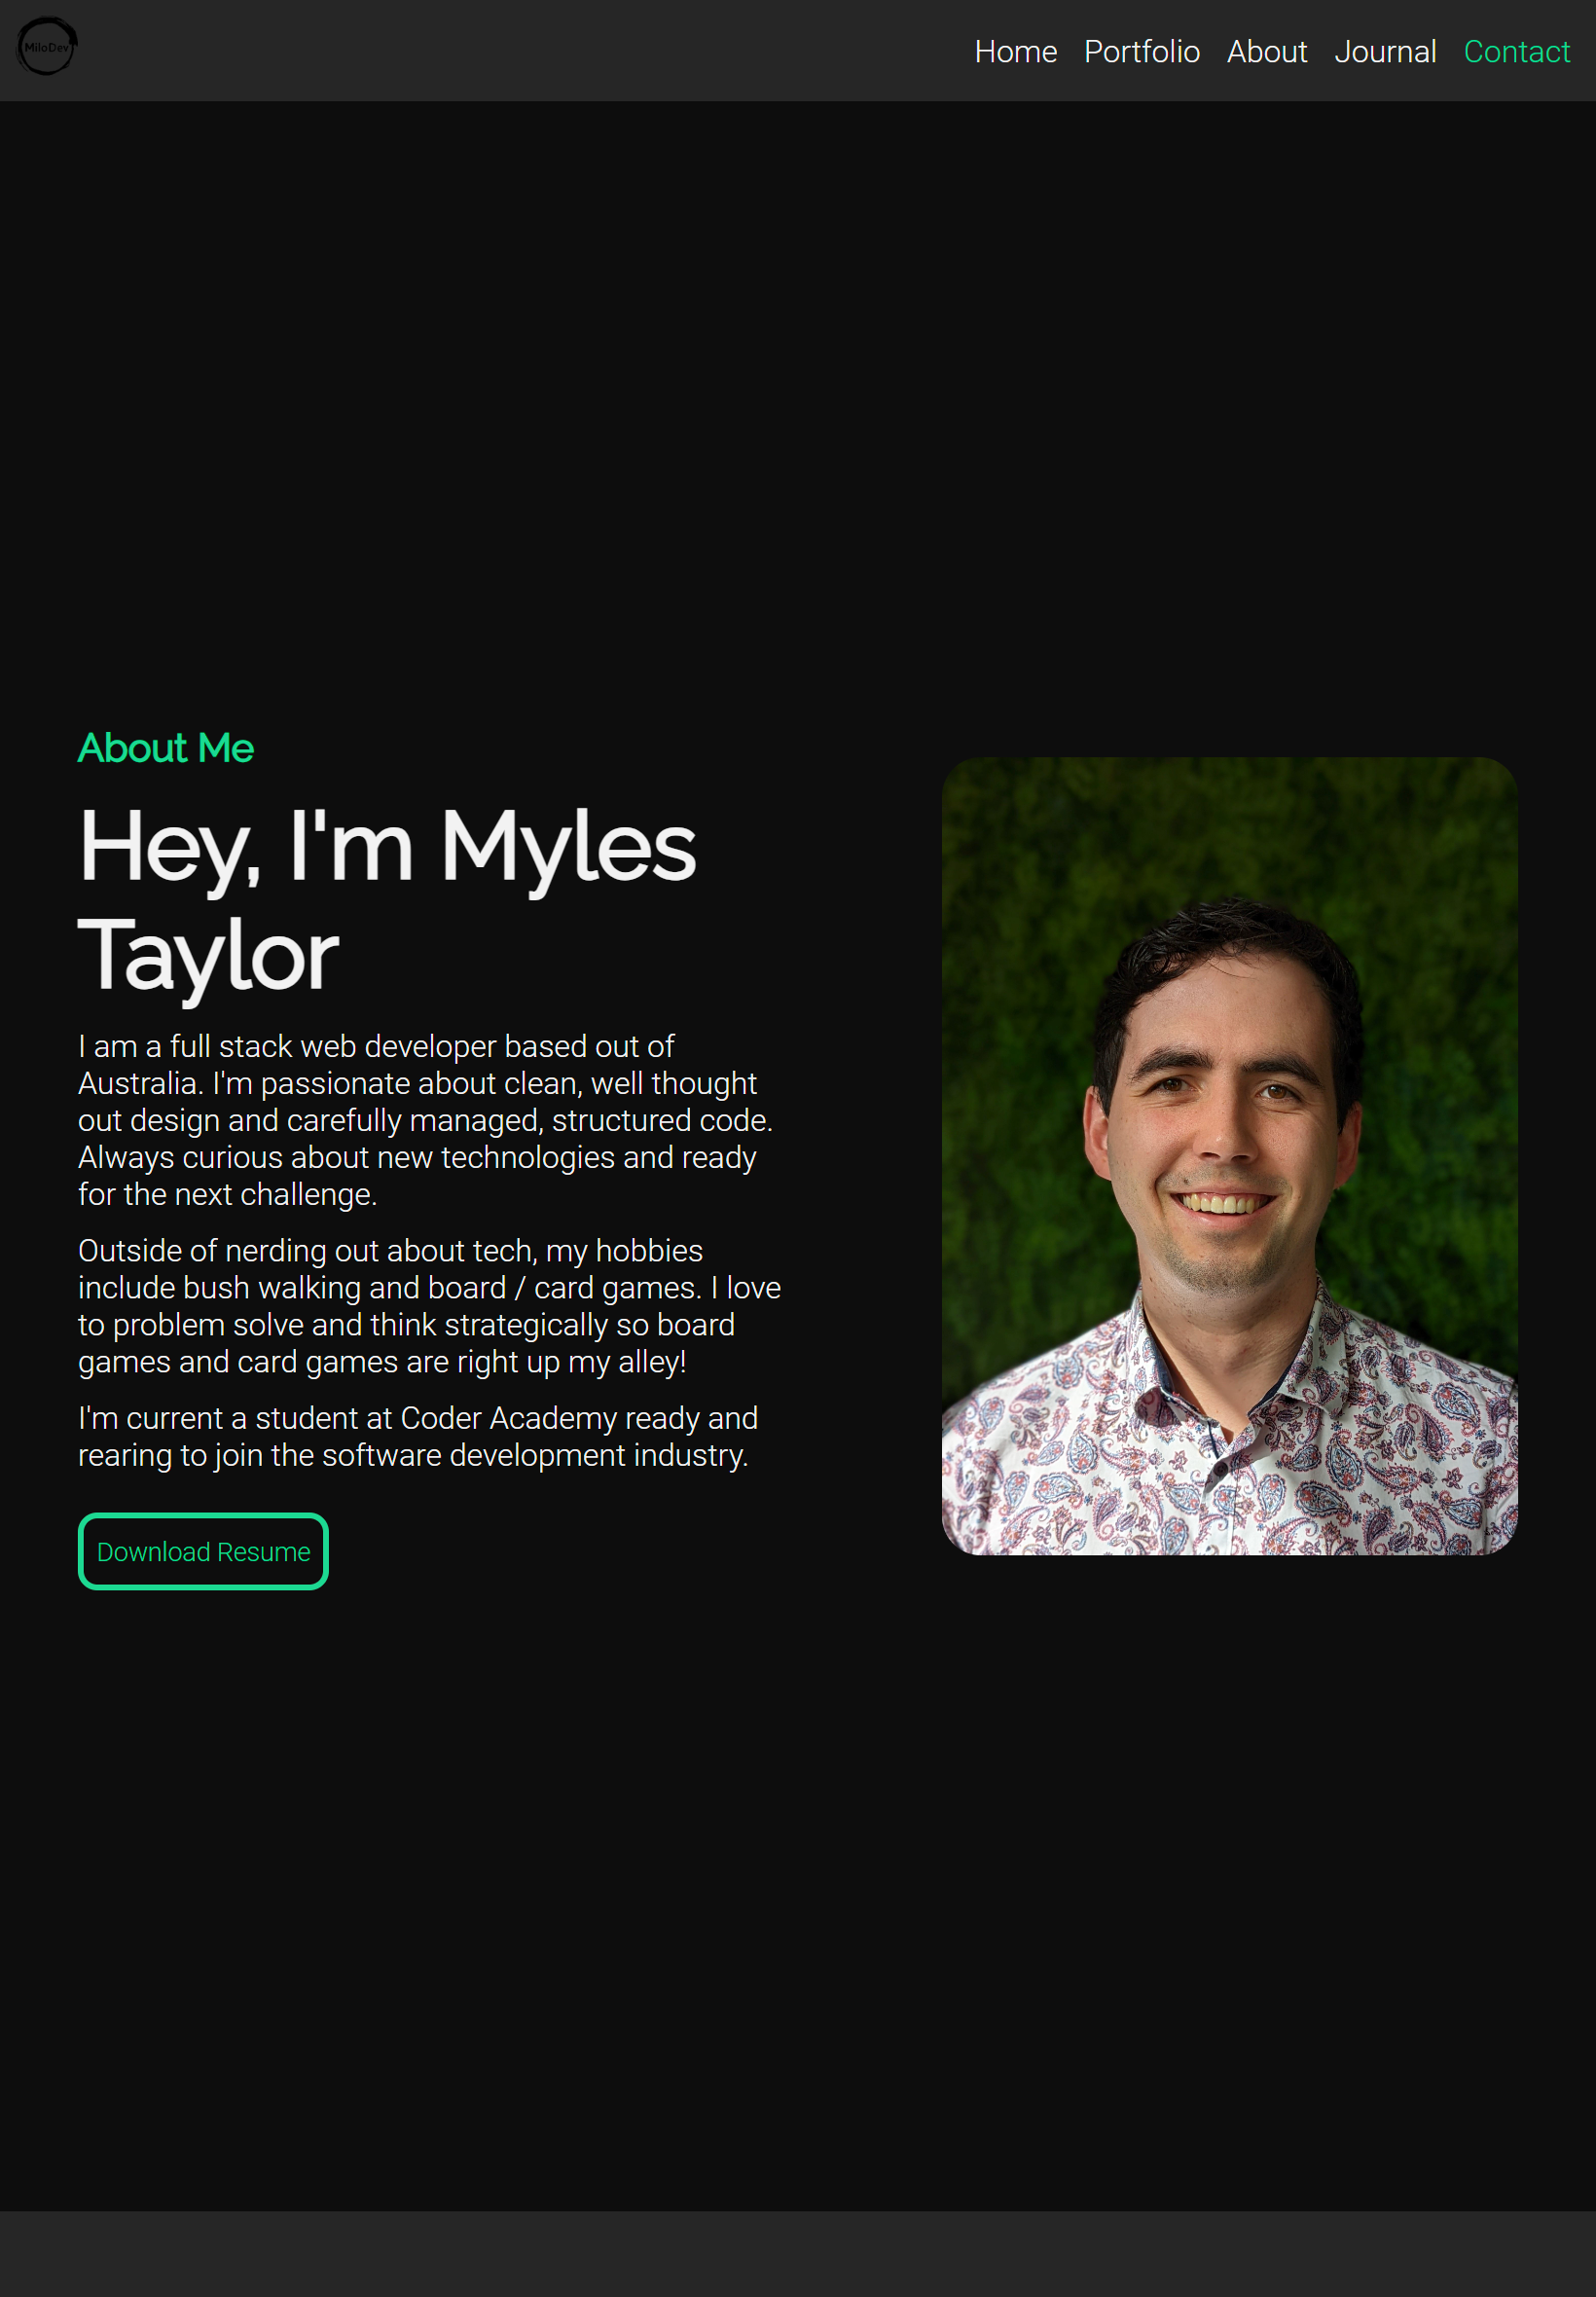 MiloDev
Home Portfolio About Journal Contact
About Me
Hey, I'm Myles
Taylor
I am a full stack web developer based out of
Australia. I'm passionate about clean, well thought
out design and carefully managed, structured code.
Always curious about new technologies and ready
for the next challenge.
Outside of nerding out about tech, my hobbies
include bush walking and board / card games. I love
to problem solve and think strategically so board
games and card games are right up my alley!
I'm current a student at Coder Academy ready and
rearing to join the software development industry.
Download Resume